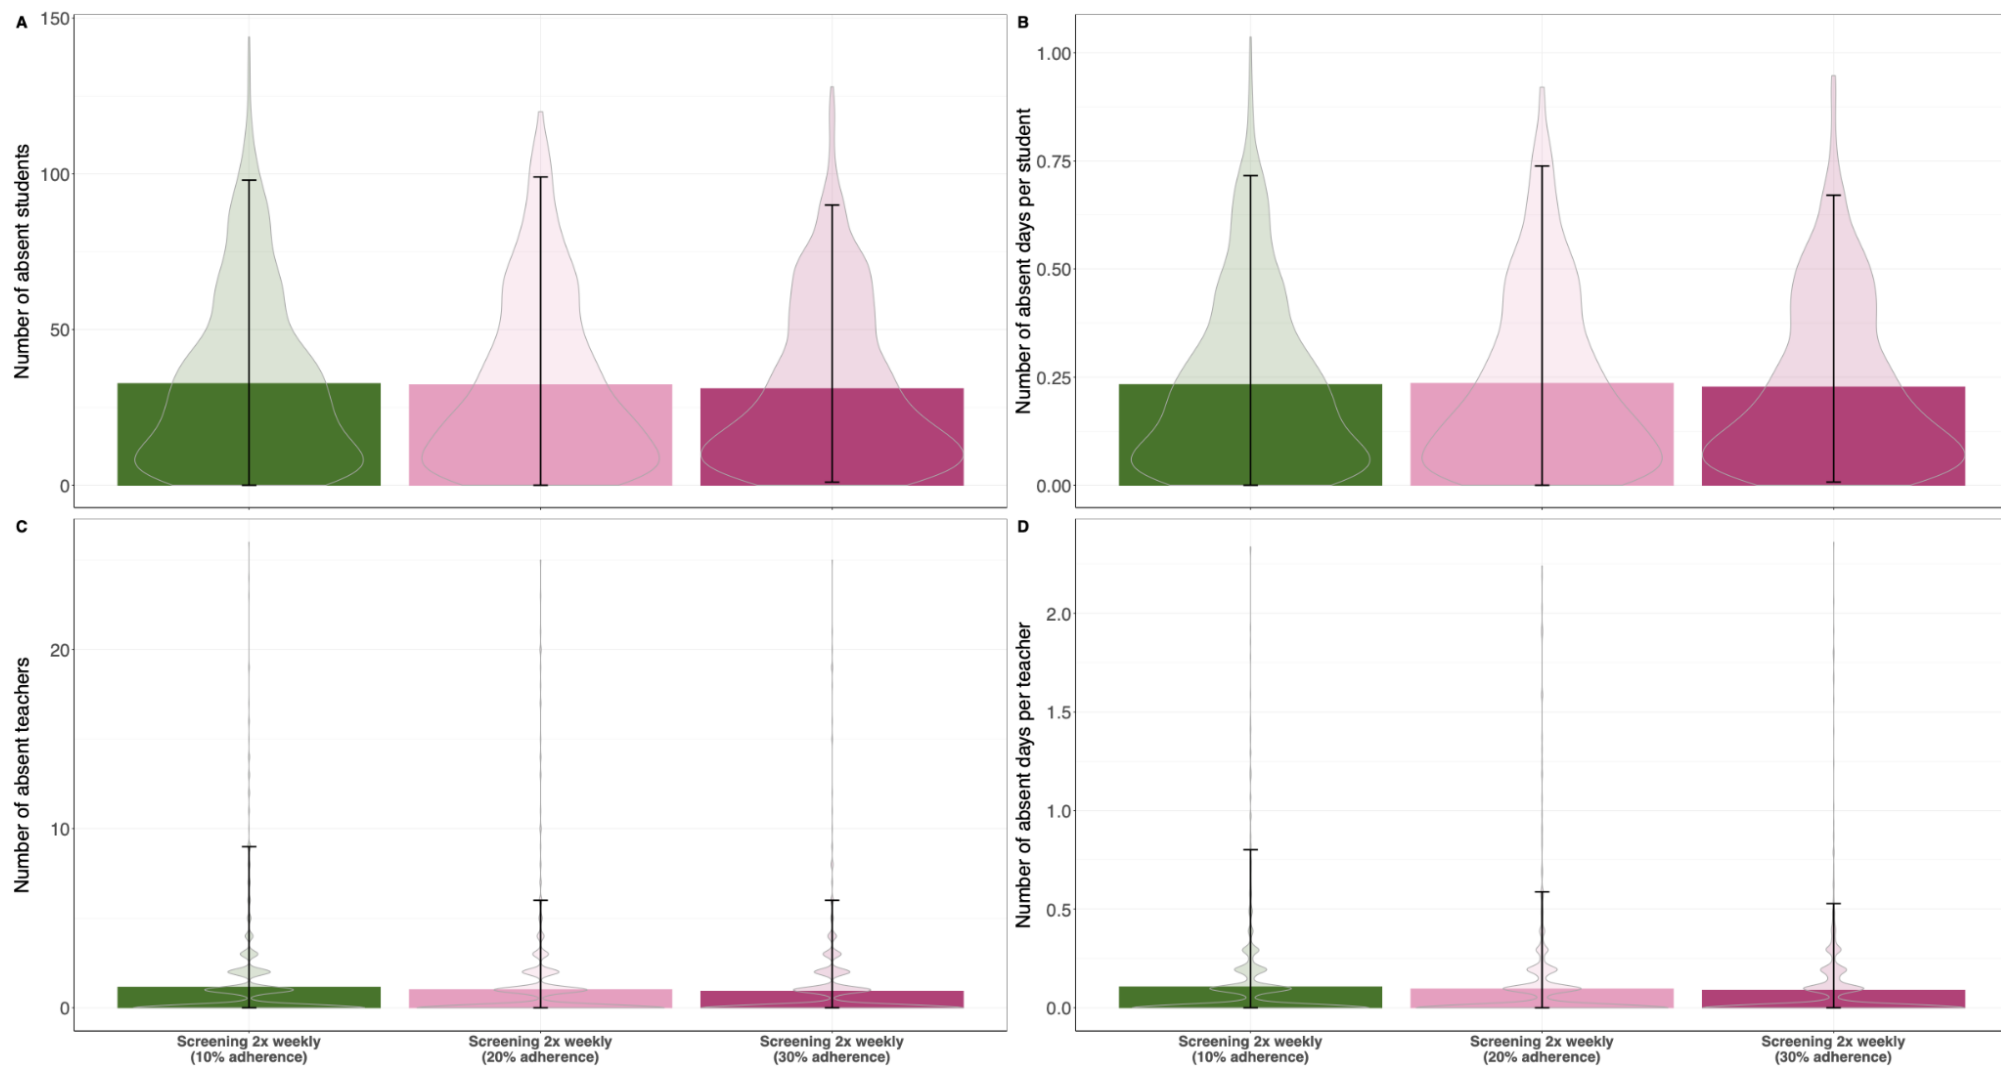 A
Number of absent students
150
100
50
0
B
Number of absent days per student
1.00
0.75
0.50
0.25
0.00
C
Number of absent teachers
20
10
0
Screening 2x weekly
(10% adherence)
Screening 2x weekly
(20% adherence)
Screening 2x weekly
(30% adherence)
D
Number of absent days per teacher
2.0
1.5
1.0
0.5
0.0
Screening 2x weekly
(10% adherence)
Screening 2x weekly
(20% adherence)
Screening 2x weekly
(30% adherence)